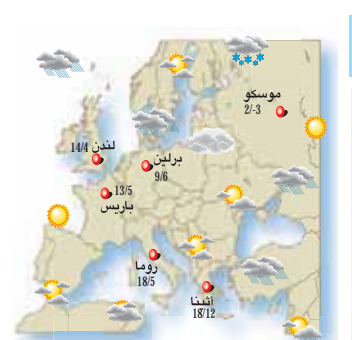 موسكو
2/-3
لندن 14/4
برلين
9/6
13/5
باريس
روما
18/5
أثينا
18/12